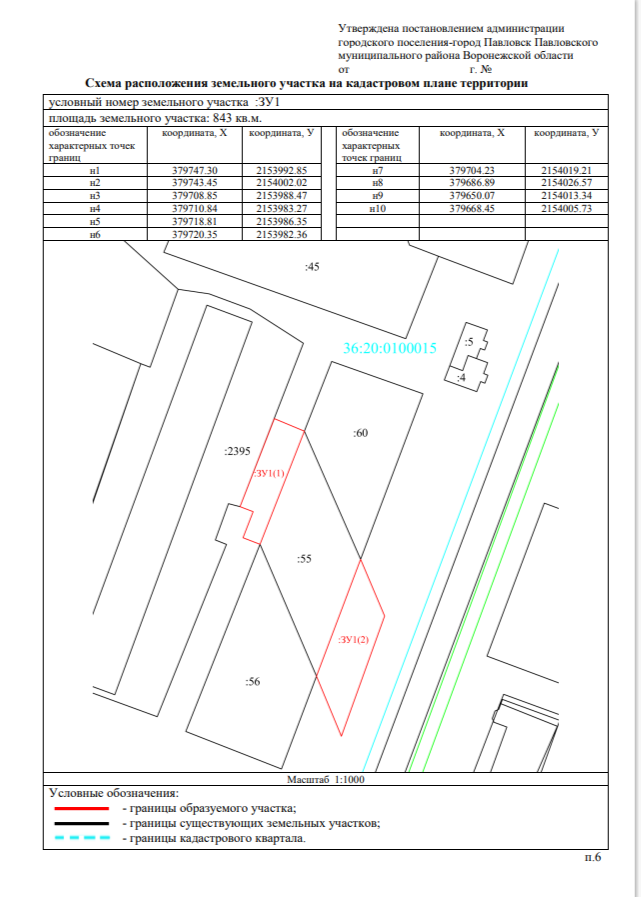 Утверждена постановлением администрации
городского поселения-город Павловск Павловского
муниципального района Воронежской области
от г. №
Схема расположения земельного участка на кадастровом плане территории
условный номер земельного участка :ЗУ1
площадь земельного участка: 843 кв.м.
обозначение характерных точек границ координата, X координата, У обозначение характерных точек границ координата, X координата, У
н1 379747.30 2153992.85 н7 379704.23 2154019.21
н2 379743.45 2154002.02 н8 379686.89 2154026.57
н3 379708.85 2153988.47 н9 379650.07 2154013.34
н4 379710.84 2153983.27 н10 379668.45 2154005.73
н5 379718.81 2153986.35
н6 379720.35 2153982.36
:45
36:20:0100015
:5
:4
:60
:2395
:ЗУ1(1)
:55
:ЗУ1(2)
:56
Масштаб 1:1000
Условные обозначения:
- границы образуемого участка;
- границы существующих земельных участков;
- границы кадастрового квартала.
п.6